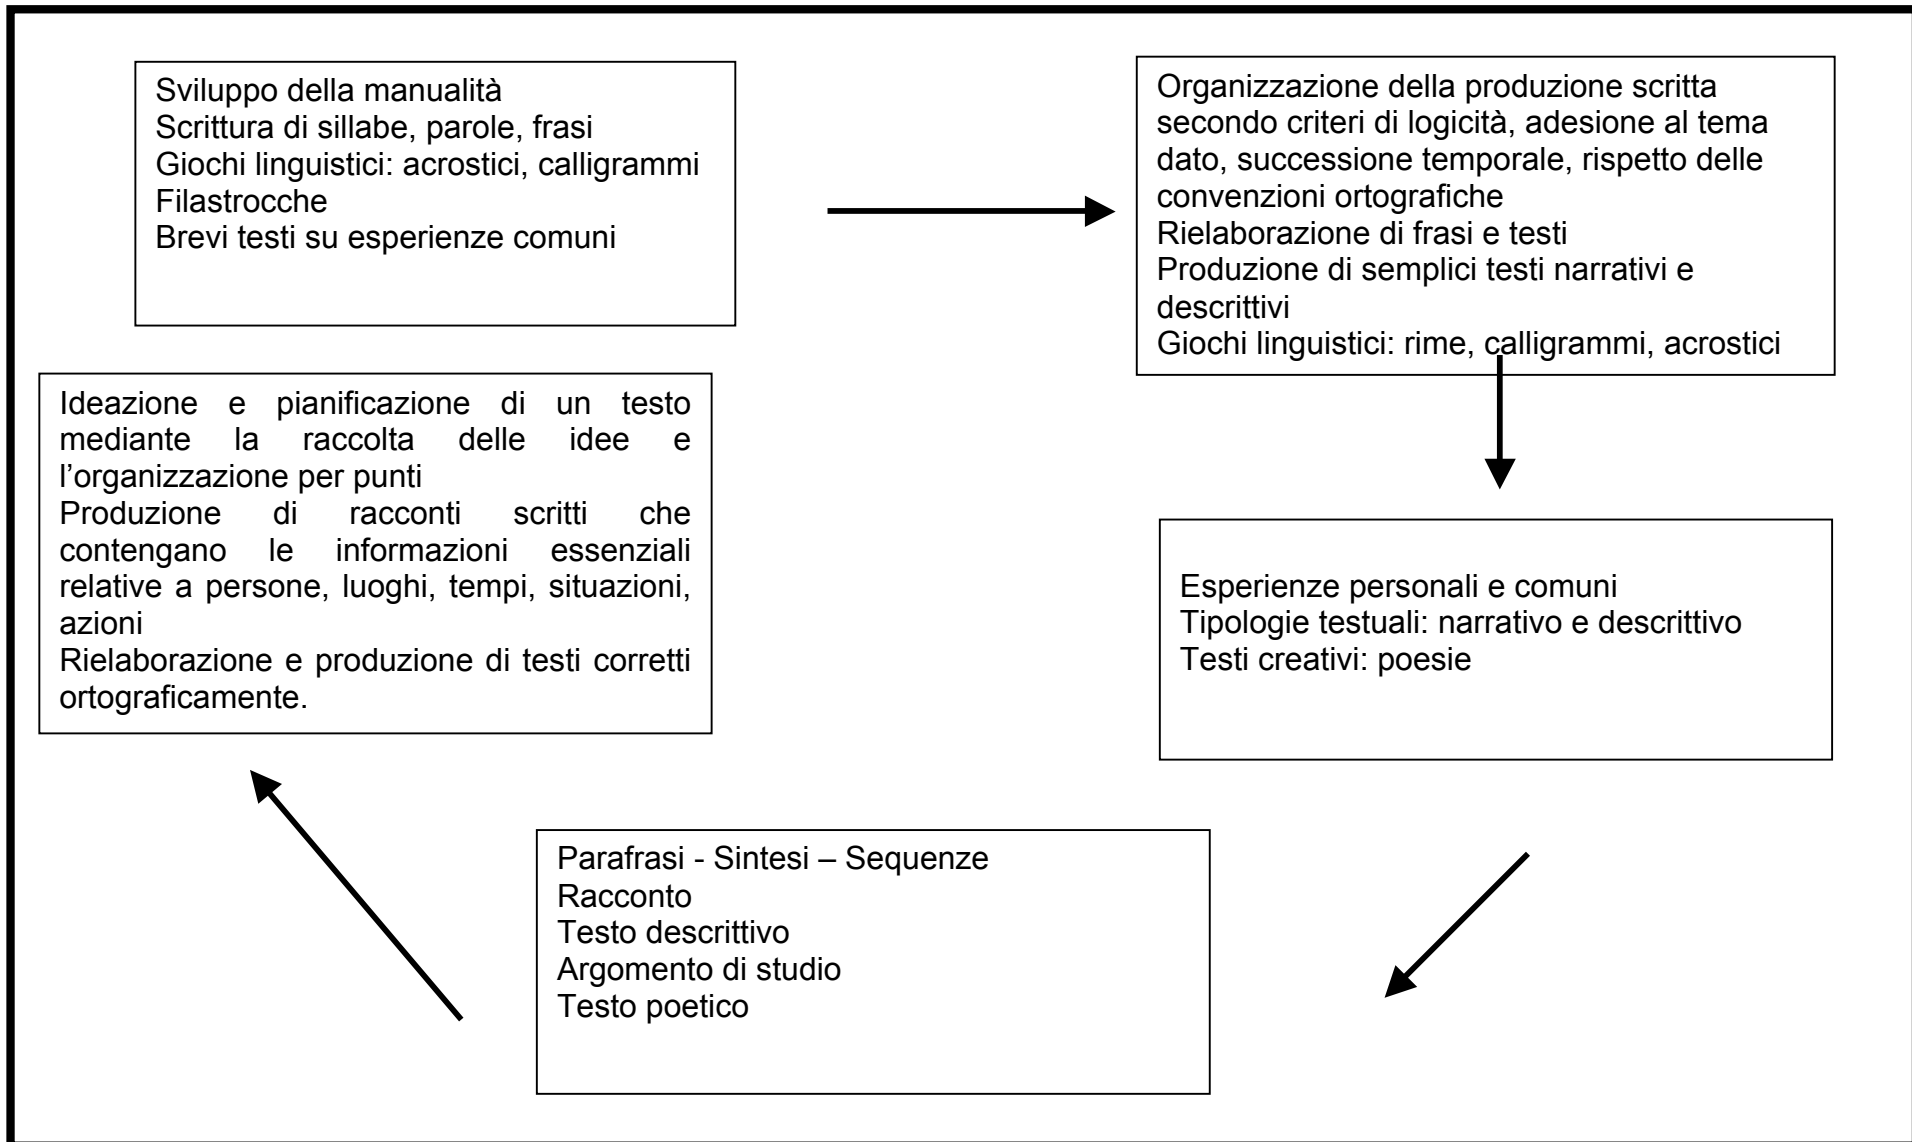 Sviluppo della manualità
Scrittura di sillabe, parole, frasi
Giochi linguistici: acrostici, calligrammi
Filastrocche
Brevi testi su esperienze comuni
Organizzazione della produzione scritta
secondo criteri di logicità, adesione al tema
dato, successione temporale, rispetto delle
convenzioni ortografiche
Rielaborazione di frasi e testi
Produzione di semplici testi narrativi e
descrittivi
Giochi linguistici: rime, calligrammi, acrostici
Esperienze personali e comuni
Tipologie testuali: narrativo e descrittivo
Testi creativi: poesie
Parafrasi - Sintesi – Sequenze
Racconto
Testo descrittivo
Argomento di studio
Testo poetico
Ideazione e pianificazione di un testo
mediante la raccolta delle idee e
l’organizzazione per punti
Produzione di racconti scritti che
contengano le informazioni essenziali
relative a persone, luoghi, tempi, situazioni,
azioni
Rielaborazione e produzione di testi corretti
ortograficamente.